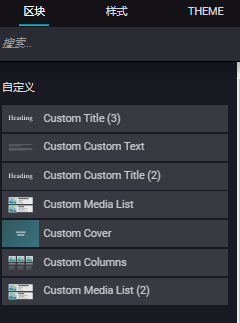 区块 样式 THEME
搜索...
自定义
Heading Custom Title (3)
Custom Custom Text
Heading Custom Title (2)
Custom Media List
Custom Cover
Custom Columns
Custom Media List (2)